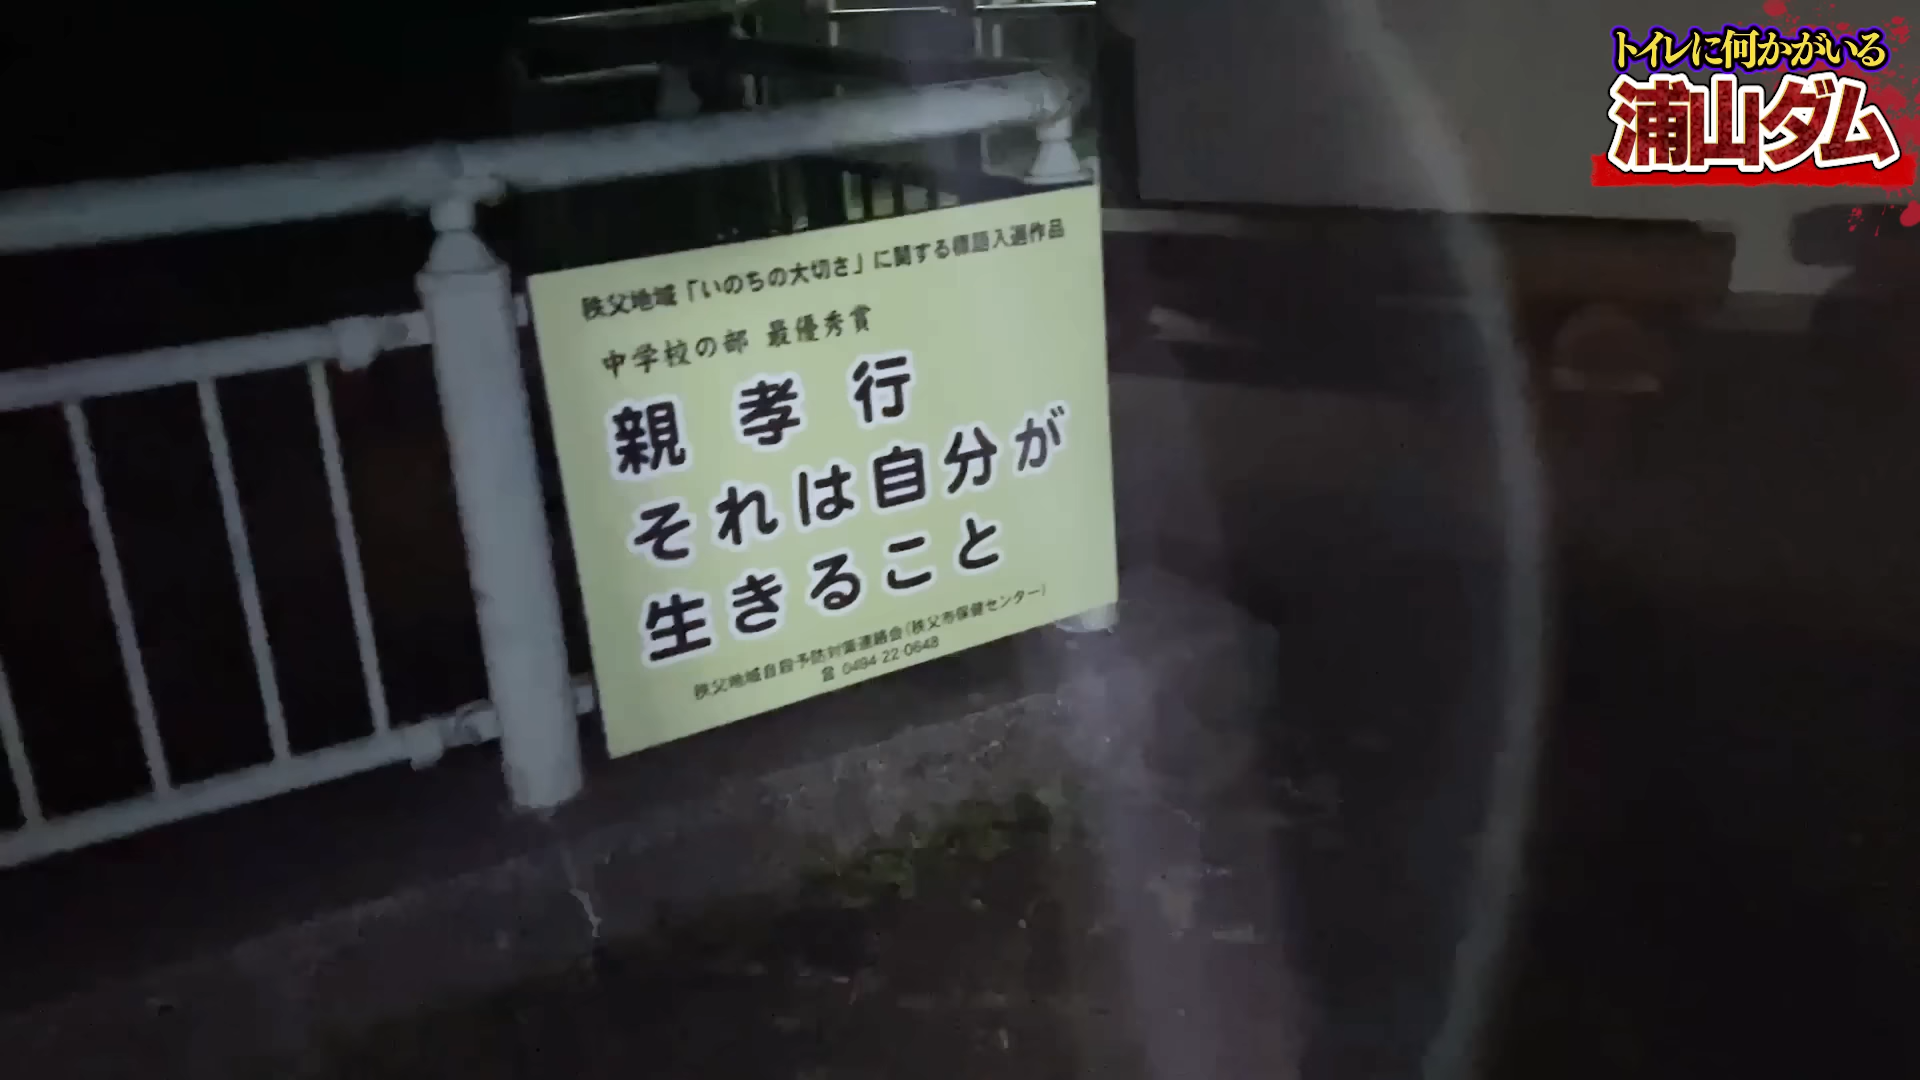 トイレに何かがいる
浦山ダム
秩父地域「いのちの大切さ」に関する標語入選作品
中学校の部 最優秀賞
親孝行
それは自分が
生きること
秩父地域自殺予防対策連絡会(秩父市保健センター)
☎ 0494-22-0648